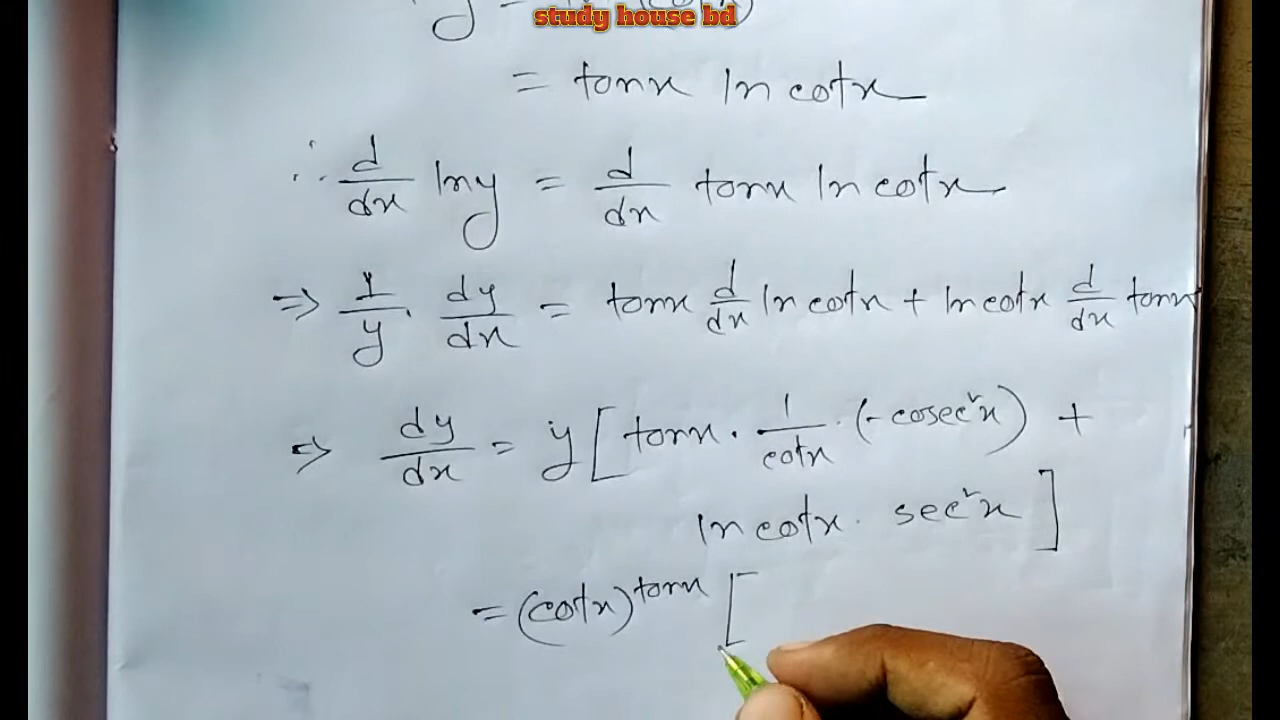 study house bd
= tanx ln cotx
∴ d/dx lny = d/dx tanx ln cotx
⇒ 1/y · dy/dx = tanx d/dx ln cotx + ln cotx d/dx tanx
⇒ dy/dx = y [ tanx · 1/cotx · (- cosec²x) +
ln cotx · sec²x ]
= (cotx)^tanx [